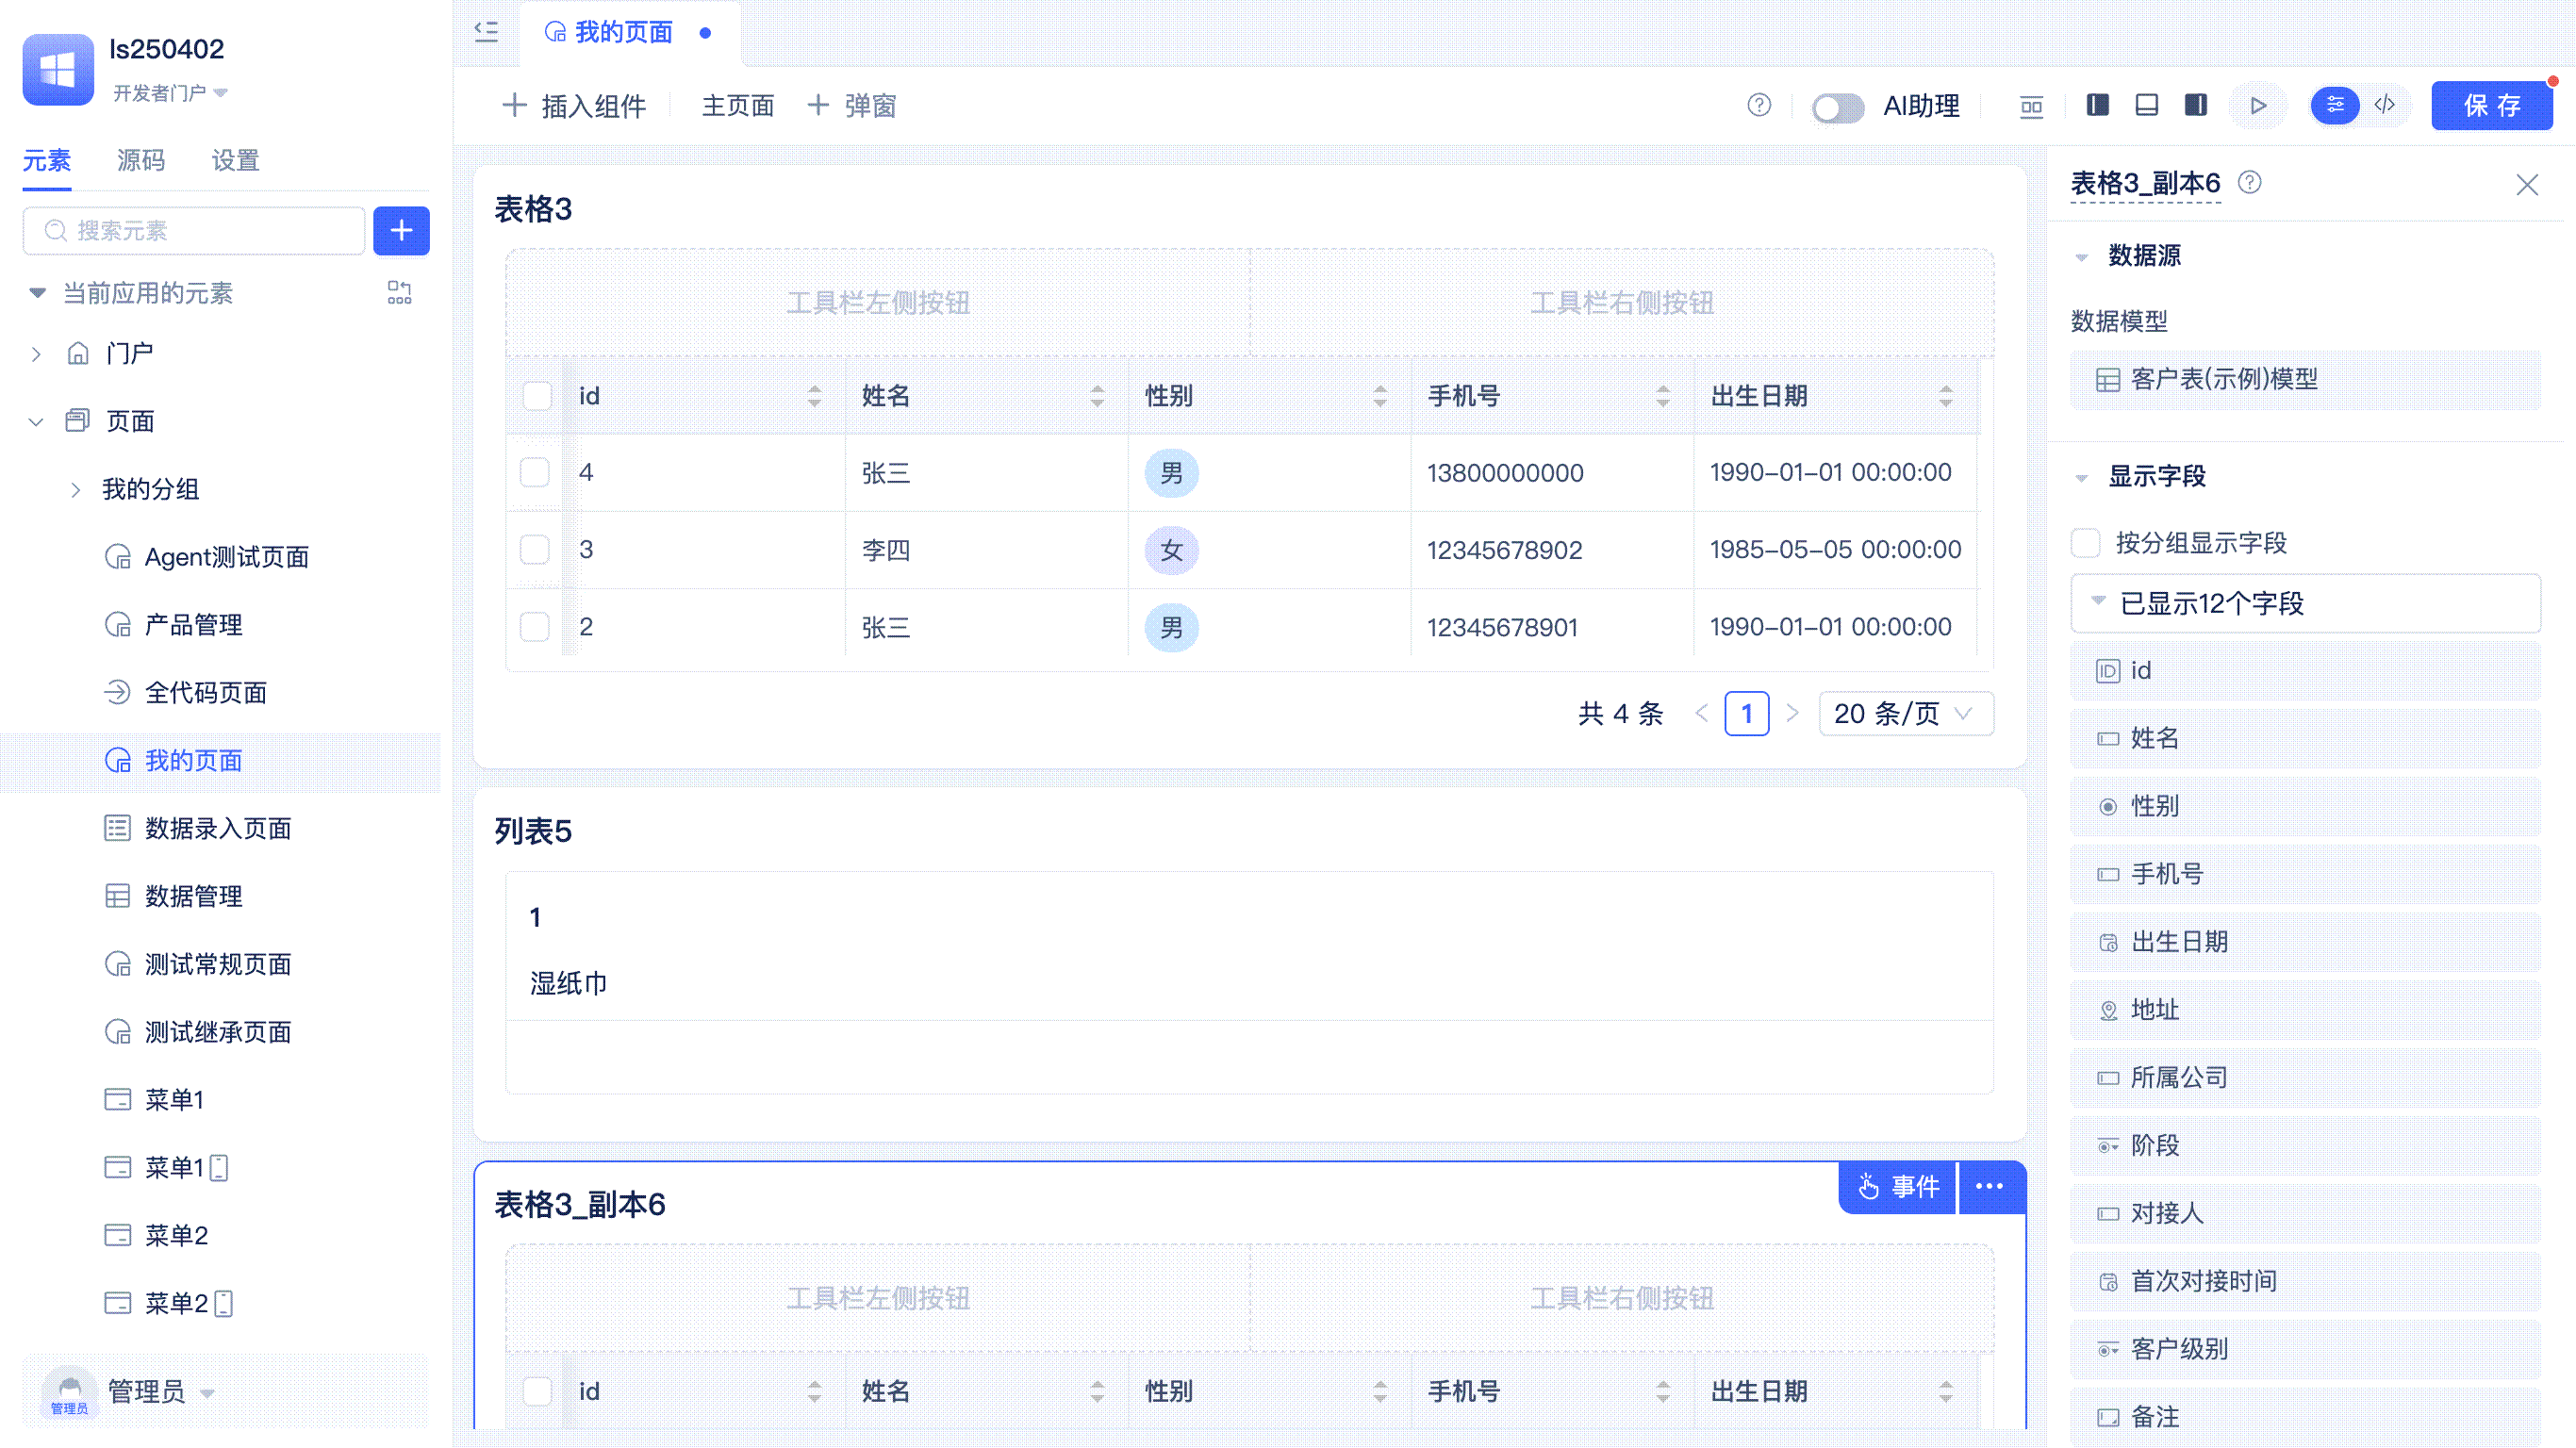 ls250402
开发者门户
元素 源码 设置
搜索元素
当前应用的元素
门户
页面
我的分组
Agent测试页面
产品管理
全代码页面
我的页面
数据录入页面
数据管理
测试常规页面
测试继承页面
菜单1
菜单1
菜单2
菜单2
管理员
管理员
我的页面
插入组件 主页面 弹窗
AI助理
保存
表格3
工具栏左侧按钮 工具栏右侧按钮
id 姓名 性别 手机号 出生日期
4 张三 男 13800000000 1990-01-01 00:00:00
3 李四 女 12345678902 1985-05-05 00:00:00
2 张三 男 12345678901 1990-01-01 00:00:00
共 4 条 1 20 条/页
列表5
1
湿纸巾
事件
表格3_副本6
工具栏左侧按钮 工具栏右侧按钮
id 姓名 性别 手机号 出生日期
表格3_副本6
数据源
数据模型
客户表(示例)模型
显示字段
按分组显示字段
已显示12个字段
id
姓名
性别
手机号
出生日期
地址
所属公司
阶段
对接人
首次对接时间
客户级别
备注